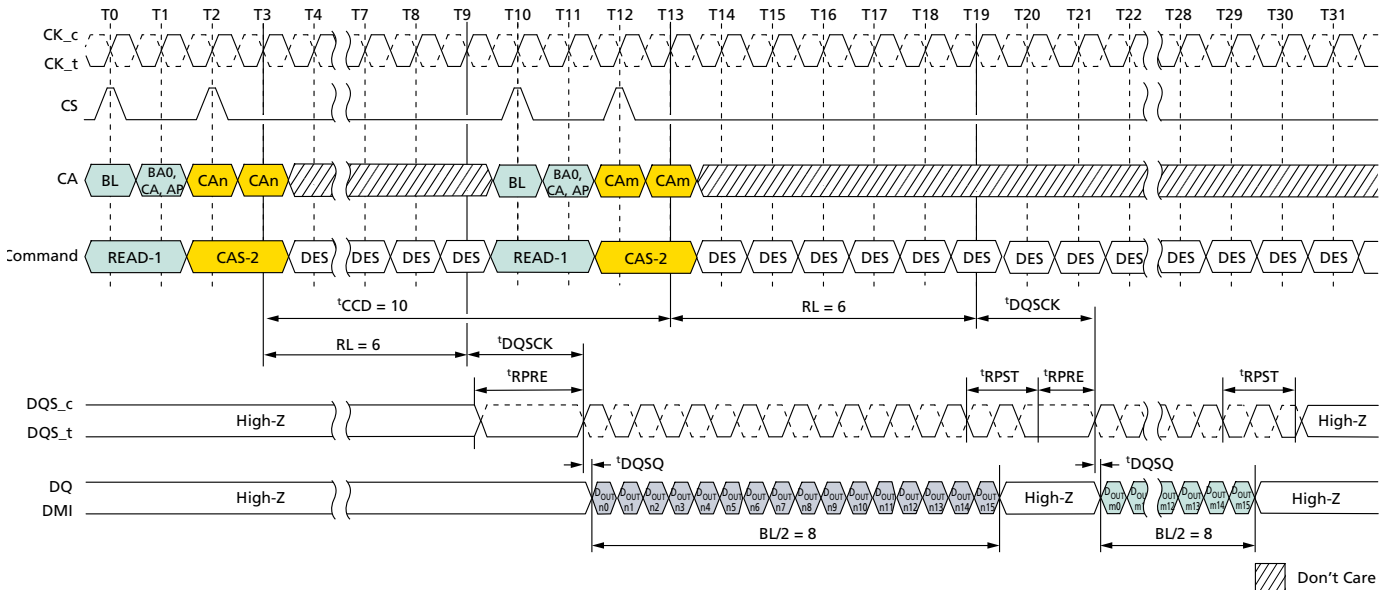 T0 T1 T2 T3 T4 T7 T8 T9 T10 T11 T12 T13 T14 T15 T16 T17 T18 T19 T20 T21 T22 T28 T29 T30 T31
CK_c
CK_t
CS
CA BL BA0, CA, AP CAn CAn BL BA0, CA, AP CAm CAm
Command READ-1 CAS-2 DES DES DES DES READ-1 CAS-2 DES DES DES DES DES DES DES DES DES DES DES DES DES
tCCD = 10 RL = 6 tDQSCK
RL = 6 tDQSCK
tRPRE tRPST tRPRE tRPST
DQS_c
DQS_t High-Z High-Z
tDQSQ tDQSQ
DQ
DMI High-Z DOUT n0 DOUT n1 DOUT n2 DOUT n3 DOUT n4 DOUT n5 DOUT n6 DOUT n7 DOUT n8 DOUT n9 DOUT n10 DOUT n11 DOUT n12 DOUT n13 DOUT n14 DOUT n15 High-Z DOUT m0 DOUT m12 DOUT m13 DOUT m14 DOUT m15 High-Z
BL/2 = 8 BL/2 = 8
Don't Care